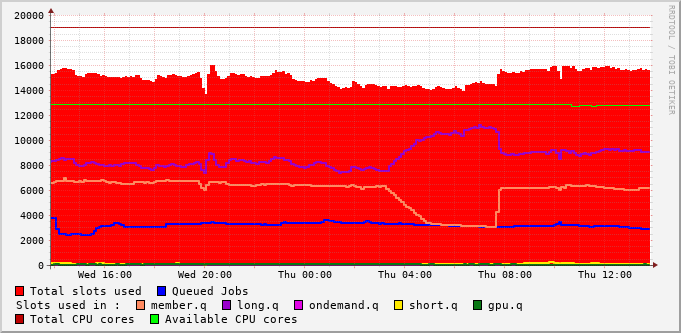 20000
18000
16000
14000
12000
10000
8000
6000
4000
2000
0
Wed 16:00 Wed 20:00 Thu 00:00 Thu 04:00 Thu 08:00 Thu 12:00
Total slots used Queued Jobs
Slots used in : member.q long.q ondemand.q short.q gpu.q
Total CPU cores Available CPU cores
RRDTOOL / TOBI OETIKER